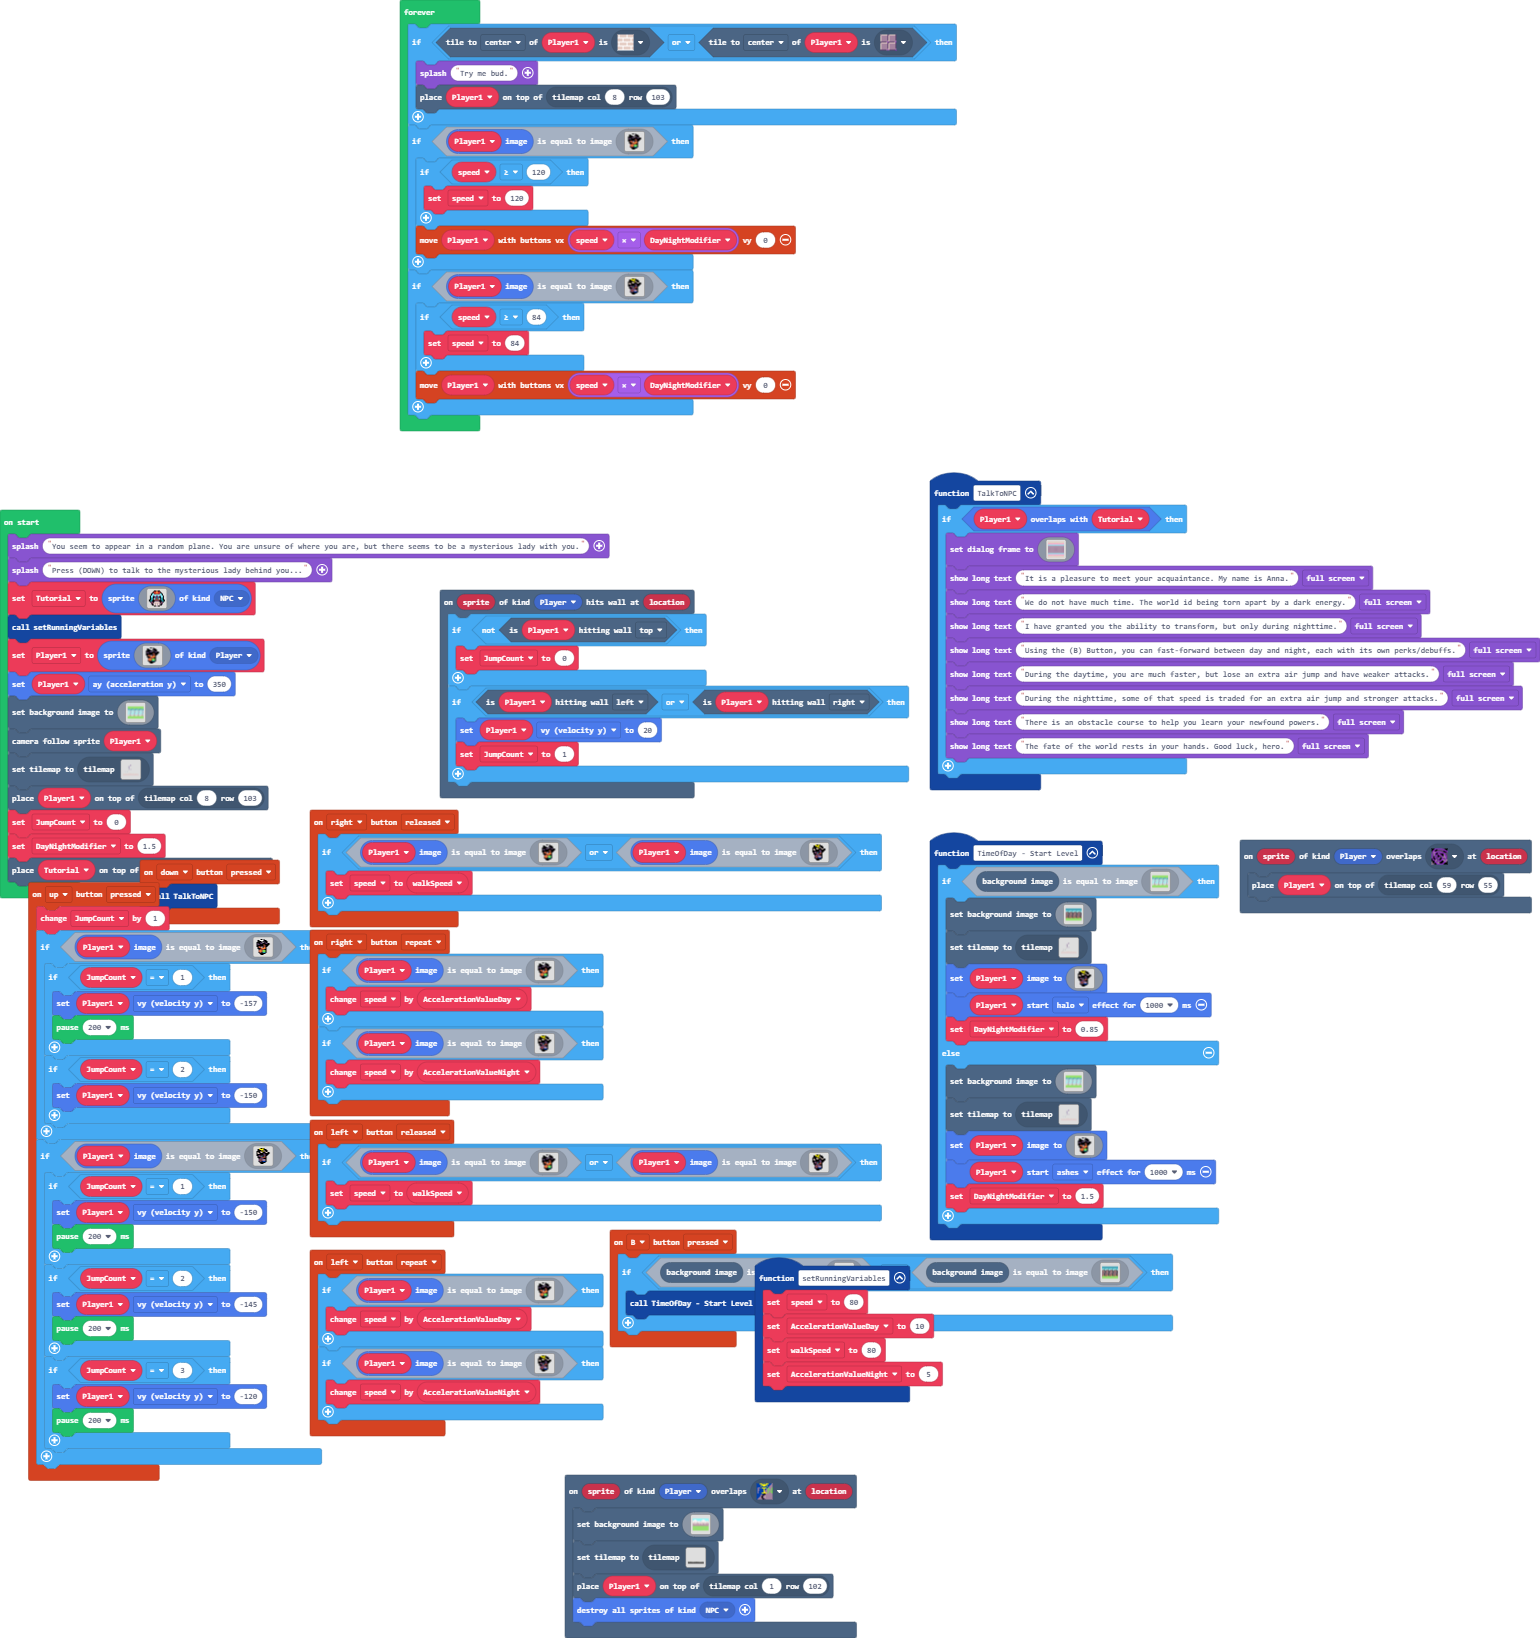 forever
if tile to center of Player1 is or tile to center of Player1 is then
splash "Try me bud."
place Player1 on top of tilemap col 8 row 103
if Player1 image is equal to image then
if speed ≥ 120 then
set speed to 120
move Player1 with buttons vx speed × DayNightModifier vy 0
if Player1 image is equal to image then
if speed ≥ 84 then
set speed to 84
move Player1 with buttons vx speed × DayNightModifier vy 0
on start
splash "You seem to appear in a random plane. You are unsure of where you are, but there seems to be a mysterious lady with you."
splash "Press (DOWN) to talk to the mysterious lady behind you..."
set Tutorial to sprite of kind NPC
call setRunningVariables
set Player1 to sprite of kind Player
set Player1 ay (acceleration y) to 350
set background image to
camera follow sprite Player1
set tilemap to tilemap
place Player1 on top of tilemap col 8 row 103
set JumpCount to 0
set DayNightModifier to 1.5
place Tutorial on top of
on down button pressed
ll TalkToNPC
on up button pressed
change JumpCount by 1
if Player1 image is equal to image th
if JumpCount = 1 then
set Player1 vy (velocity y) to -157
pause 200 ms
if JumpCount = 2 then
set Player1 vy (velocity y) to -150
if Player1 image is equal to image th
if JumpCount = 1 then
set Player1 vy (velocity y) to -150
pause 200 ms
if JumpCount = 2 then
set Player1 vy (velocity y) to -145
pause 200 ms
if JumpCount = 3 then
set Player1 vy (velocity y) to -120
pause 200 ms
on sprite of kind Player hits wall at location
if not is Player1 hitting wall top then
set JumpCount to 0
if is Player1 hitting wall left or is Player1 hitting wall right then
set Player1 vy (velocity y) to 20
set JumpCount to 1
on right button released
if Player1 image is equal to image or Player1 image is equal to image then
set speed to walkSpeed
on right button repeat
if Player1 image is equal to image then
change speed by AccelerationValueDay
if Player1 image is equal to image then
change speed by AccelerationValueNight
on left button released
if Player1 image is equal to image or Player1 image is equal to image then
set speed to walkSpeed
on left button repeat
if Player1 image is equal to image then
change speed by AccelerationValueDay
if Player1 image is equal to image then
change speed by AccelerationValueNight
function TalkToNPC
if Player1 overlaps with Tutorial then
set dialog frame to
show long text "It is a pleasure to meet your acquaintance. My name is Anna." full screen
show long text "We do not have much time. The world id being torn apart by a dark energy." full screen
show long text "I have granted you the ability to transform, but only during nighttime." full screen
show long text "Using the (B) Button, you can fast-forward between day and night, each with its own perks/debuffs." full screen
show long text "During the daytime, you are much faster, but lose an extra air jump and have weaker attacks." full screen
show long text "During the nighttime, some of that speed is traded for an extra air jump and stronger attacks." full screen
show long text "There is an obstacle course to help you learn your newfound powers." full screen
show long text "The fate of the world rests in your hands. Good luck, hero." full screen
function TimeOfDay - Start Level
if background image is equal to image then
set background image to
set tilemap to tilemap
set Player1 image to
Player1 start halo effect for 1000 ms
set DayNightModifier to 0.85
else
set background image to
set tilemap to tilemap
set Player1 image to
Player1 start ashes effect for 1000 ms
set DayNightModifier to 1.5
on sprite of kind Player overlaps at location
place Player1 on top of tilemap col 59 row 55
on B button pressed
if background image is background image is equal to image then
call TimeOfDay - Start Level
function setRunningVariables
set speed to 80
set AccelerationValueDay to 10
set walkSpeed to 80
set AccelerationValueNight to 5
on sprite of kind Player overlaps at location
set background image to
set tilemap to tilemap
place Player1 on top of tilemap col 1 row 102
destroy all sprites of kind NPC